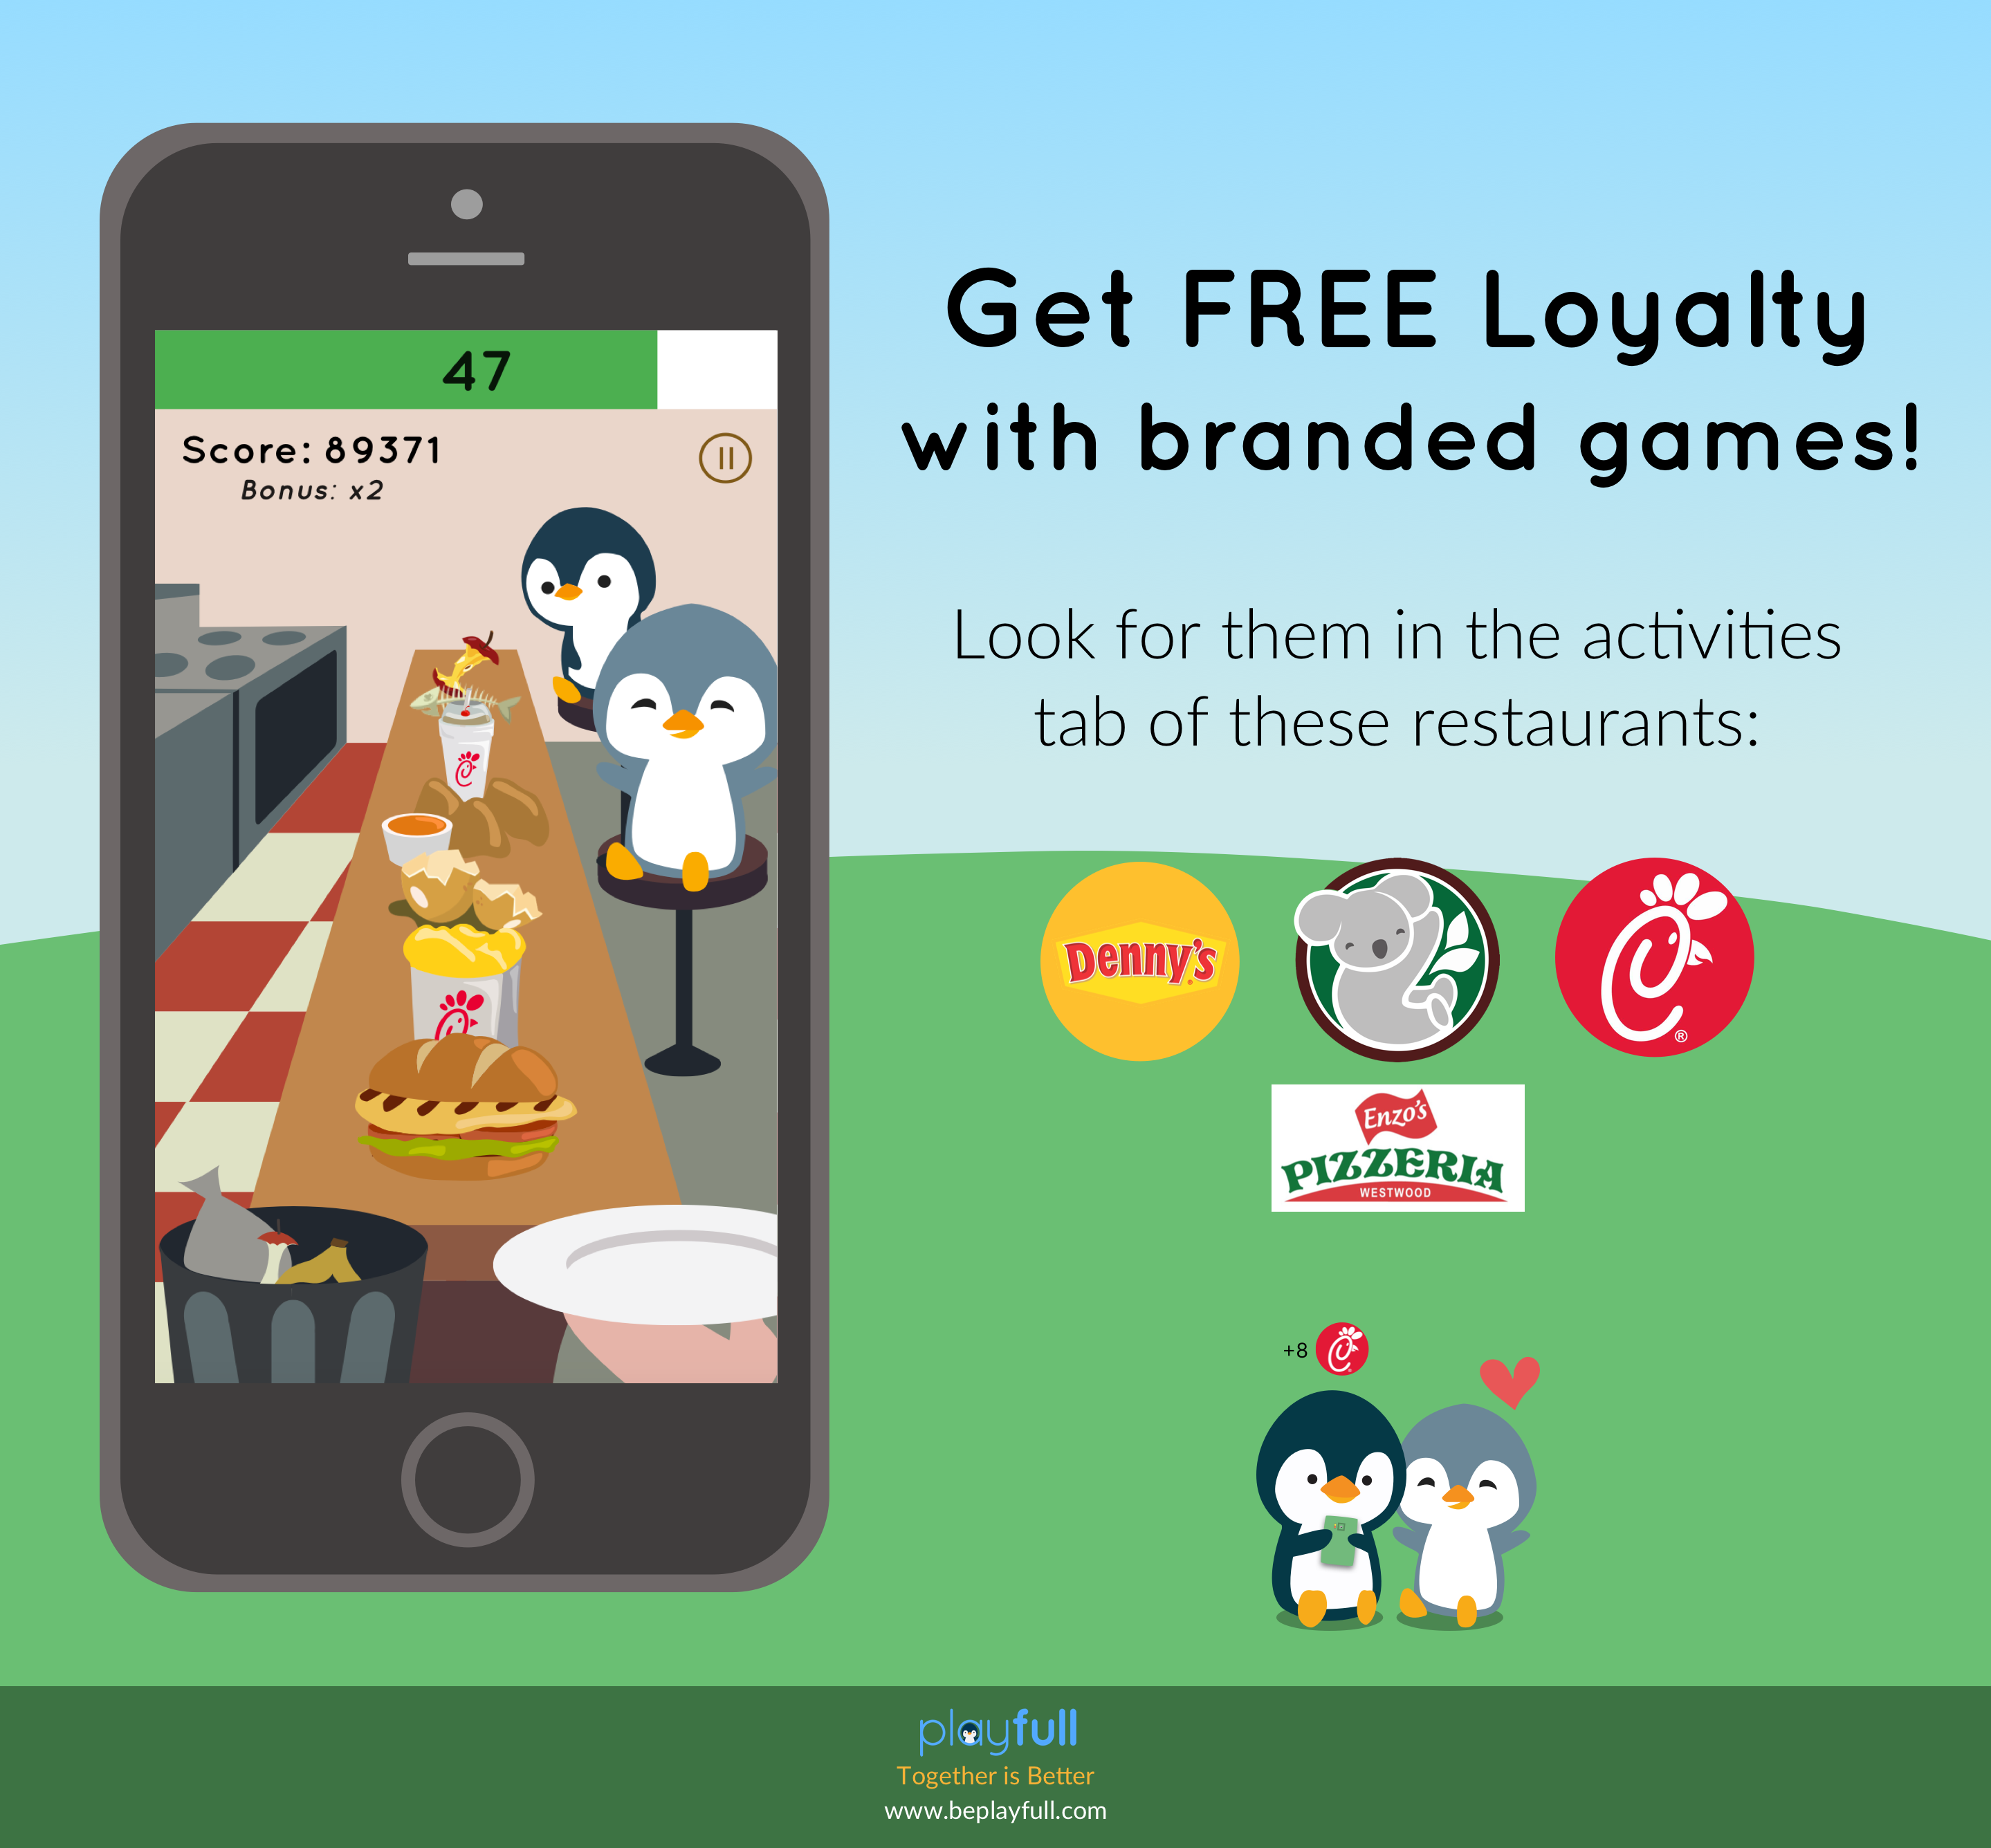 47
Score: 89371
Bonus: x2
Get FREE Loyalty
with branded games!
Look for them in the activities
tab of these restaurants:
Denny's
®
Enzo's
PIZZERIA
WESTWOOD
+8
playfull
Together is Better
www.beplayfull.com